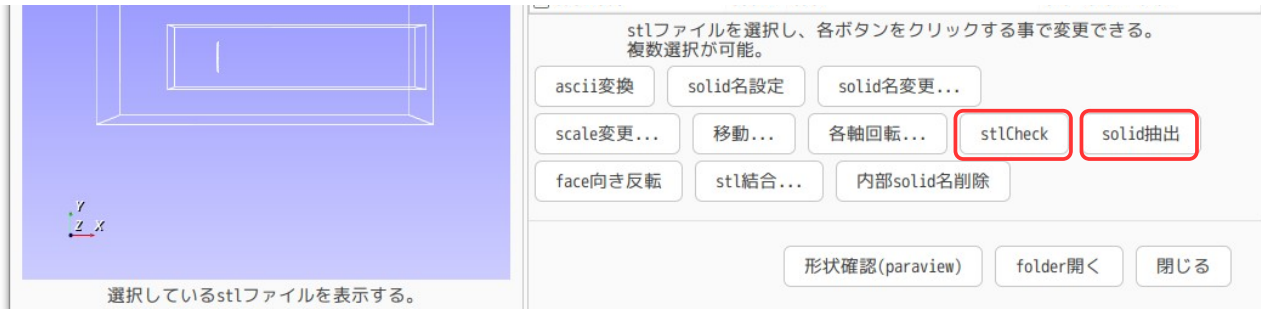 stlファイルを選択し、各ボタンをクリックする事で変更できる。
複数選択が可能。
ascii変換 solid名設定 solid名変更...
scale変更... 移動... 各軸回転... stlCheck solid抽出
face向き反転 stl結合... 内部solid名削除
Y
Z X
形状確認(paraview) folder開く 閉じる
選択しているstlファイルを表示する。